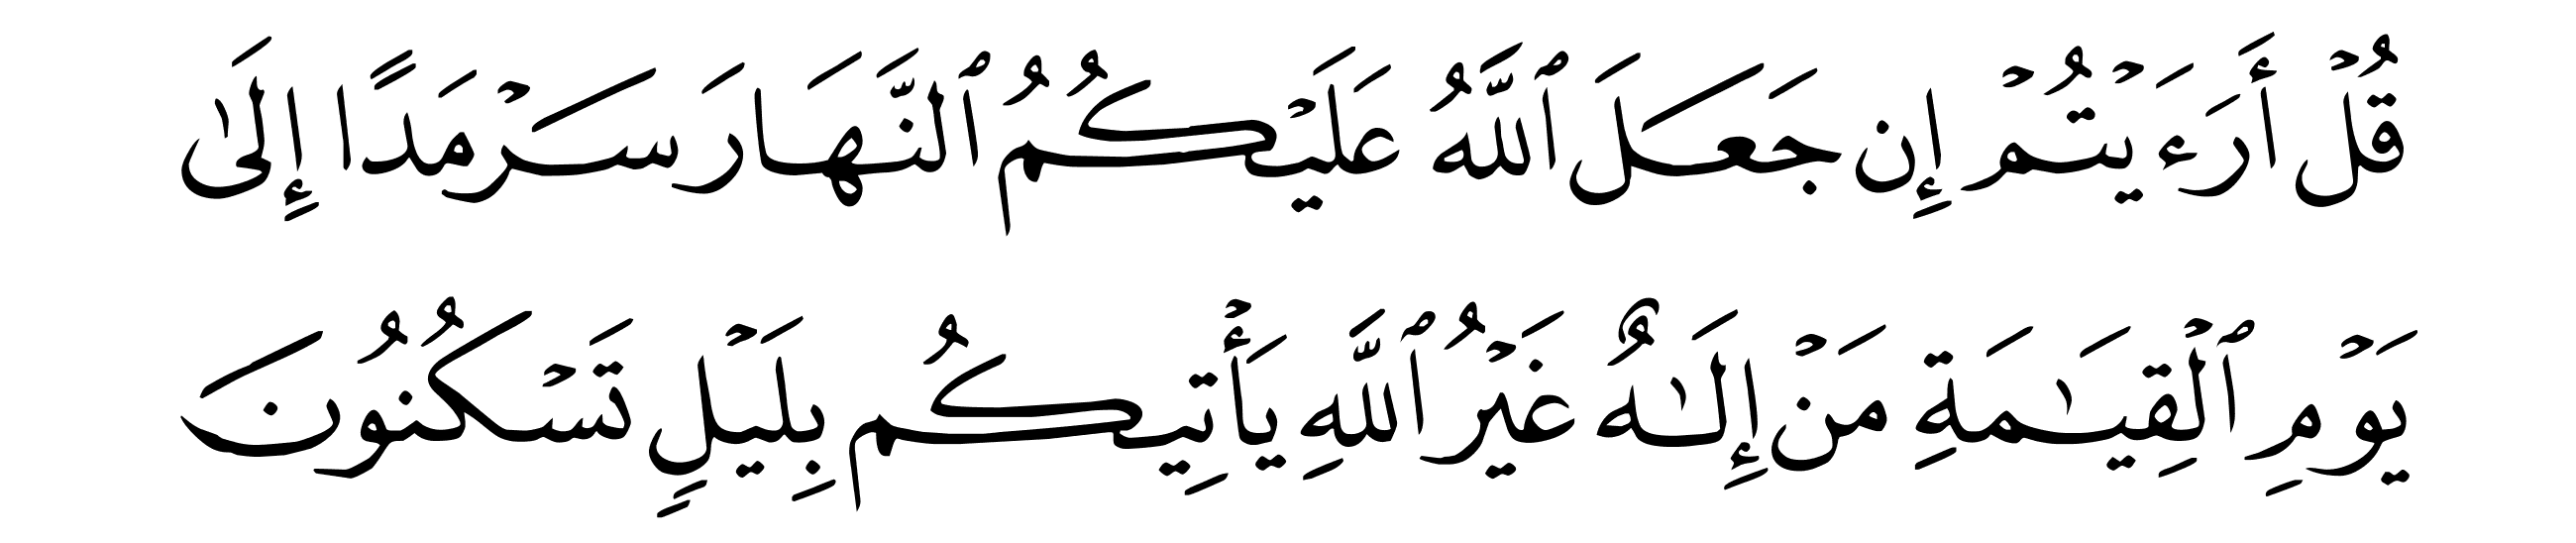 قُلۡ أَرَءَيۡتُمۡ إِن جَعَلَ ٱللَّهُ عَلَيۡكُمُ ٱلنَّهَارَ سَرۡمَدًا إِلَىٰ
يَوۡمِ ٱلۡقِيَـٰمَةِ مَنۡ إِلَـٰهٌ غَيۡرُ ٱللَّهِ يَأۡتِيكُم بِلَيۡلٍ تَسۡكُنُونَ